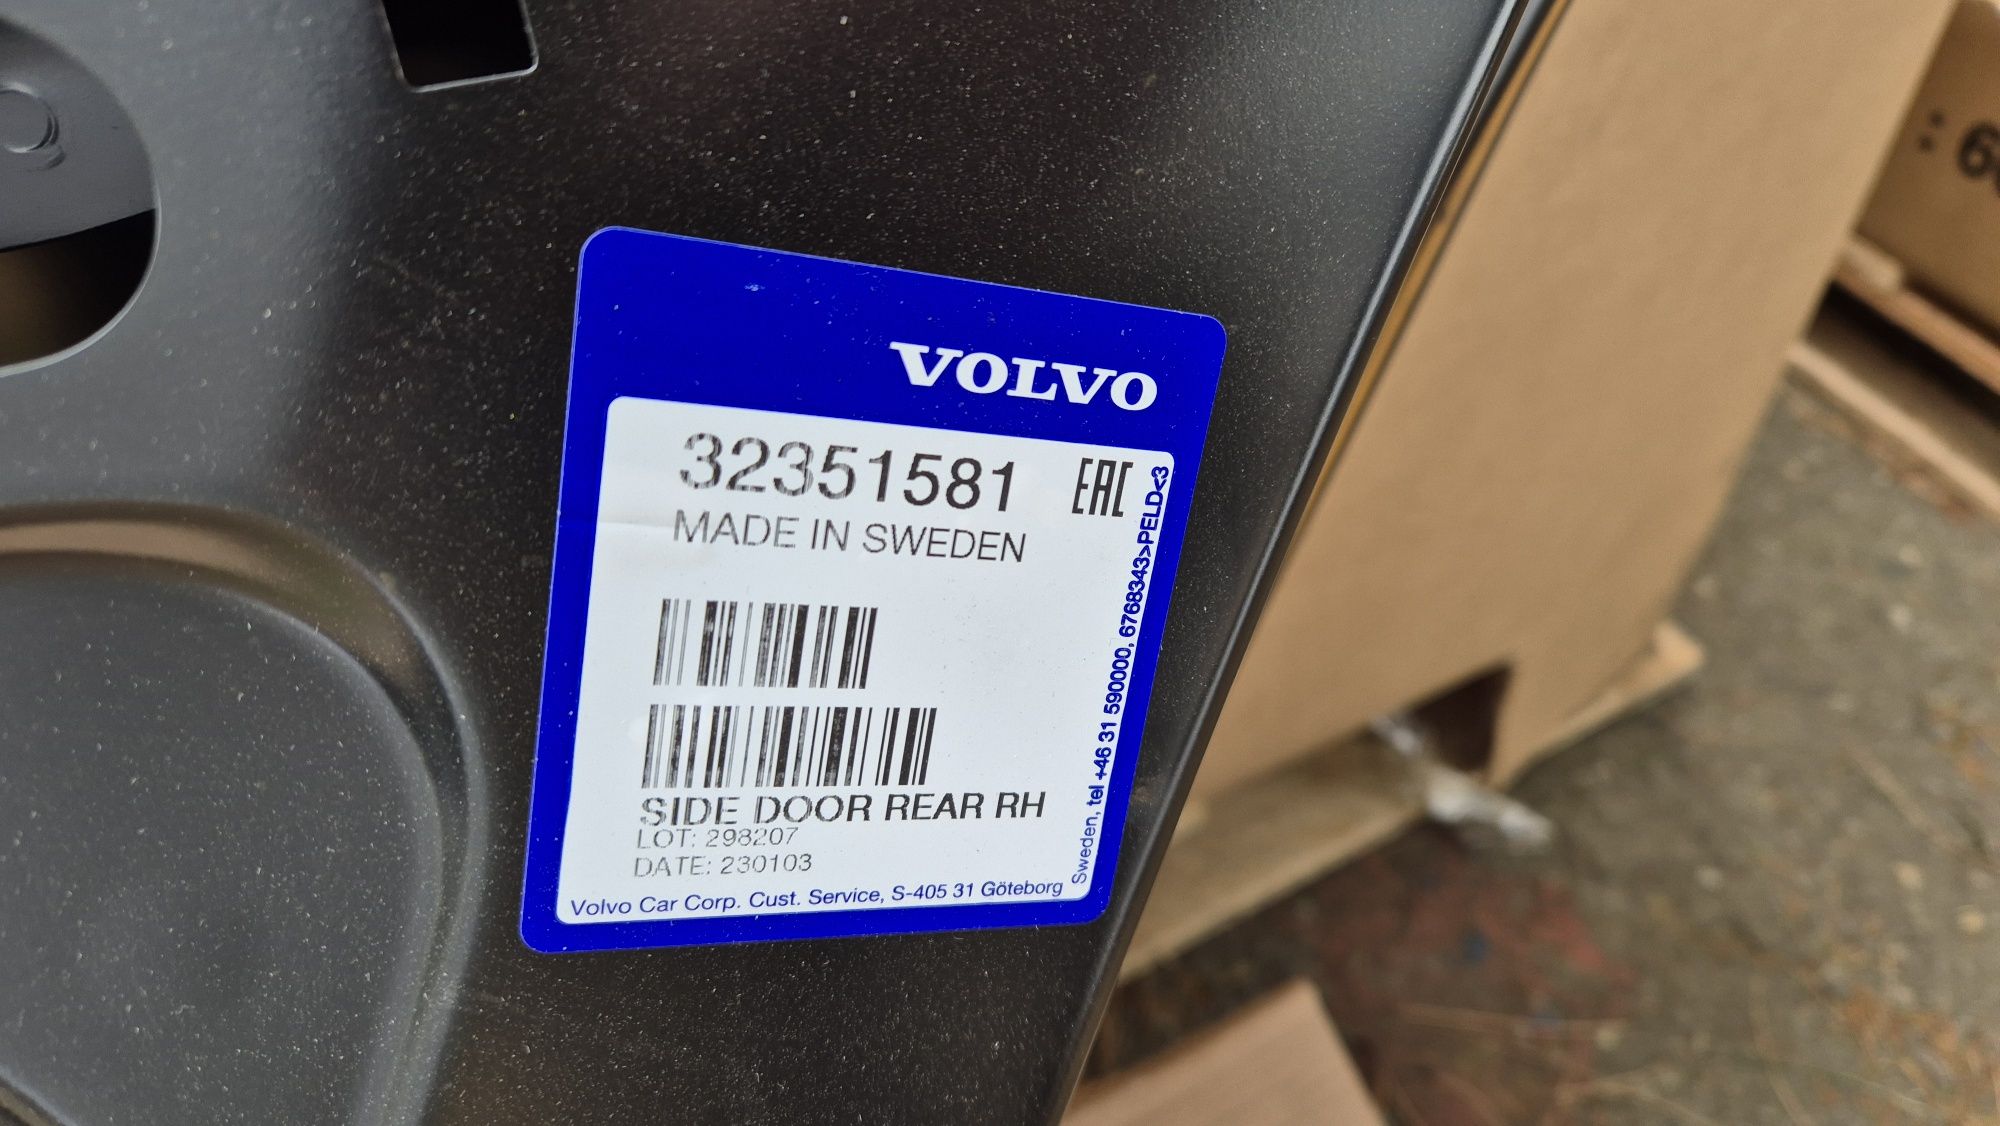 VOLVO
32351581
EAC
MADE IN SWEDEN
SIDE DOOR REAR RH
LOT: 298207
DATE: 230103
Volvo Car Corp. Cust. Service, S-405 31 Göteborg
Sweden, tel +46 31 590000, 6768343>PELD<3